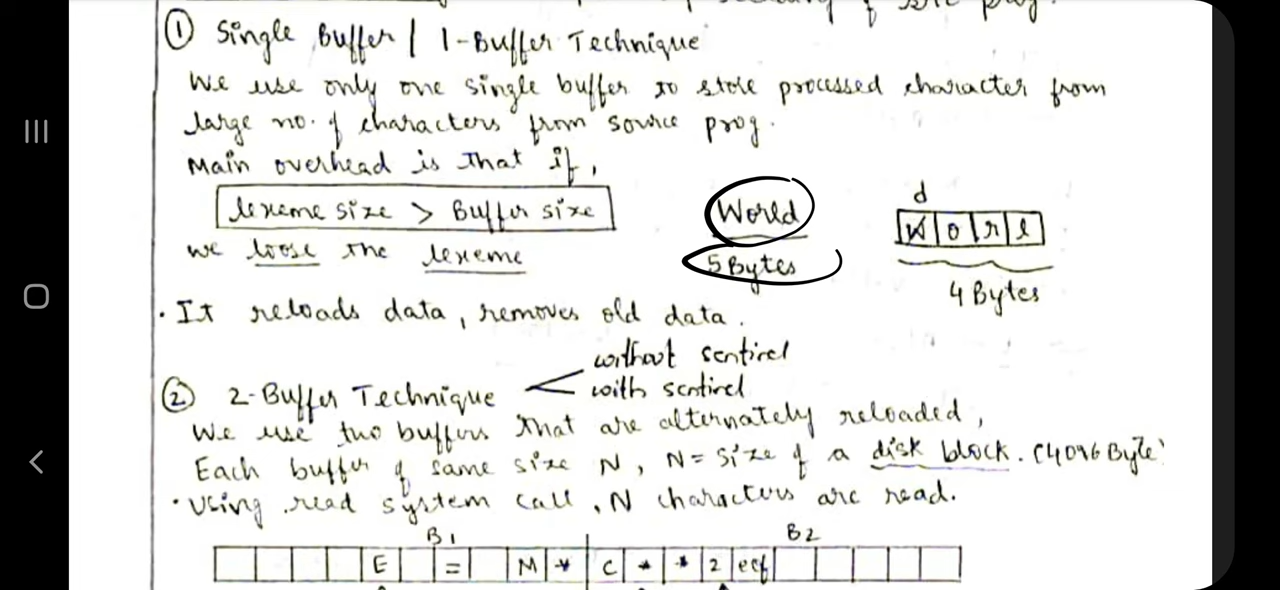 ① Single Buffer | 1-Buffer Technique
We use only one single buffer to store processed character from
large no. of characters from source prog.
Main overhead is that if,
lexeme size > Buffer size
we loose the lexeme
World
5 Bytes
d
W o r l
4 Bytes
· It reloads data, removes old data.
② 2-Buffer Technique
without sentinel
with sentinel
We use two buffers that are alternately reloaded,
Each buffer of same size N, N = size of a disk block. (4096 Byte
· Using read system call, N characters are read.
B1 B2
E = M * C * * 2 eof